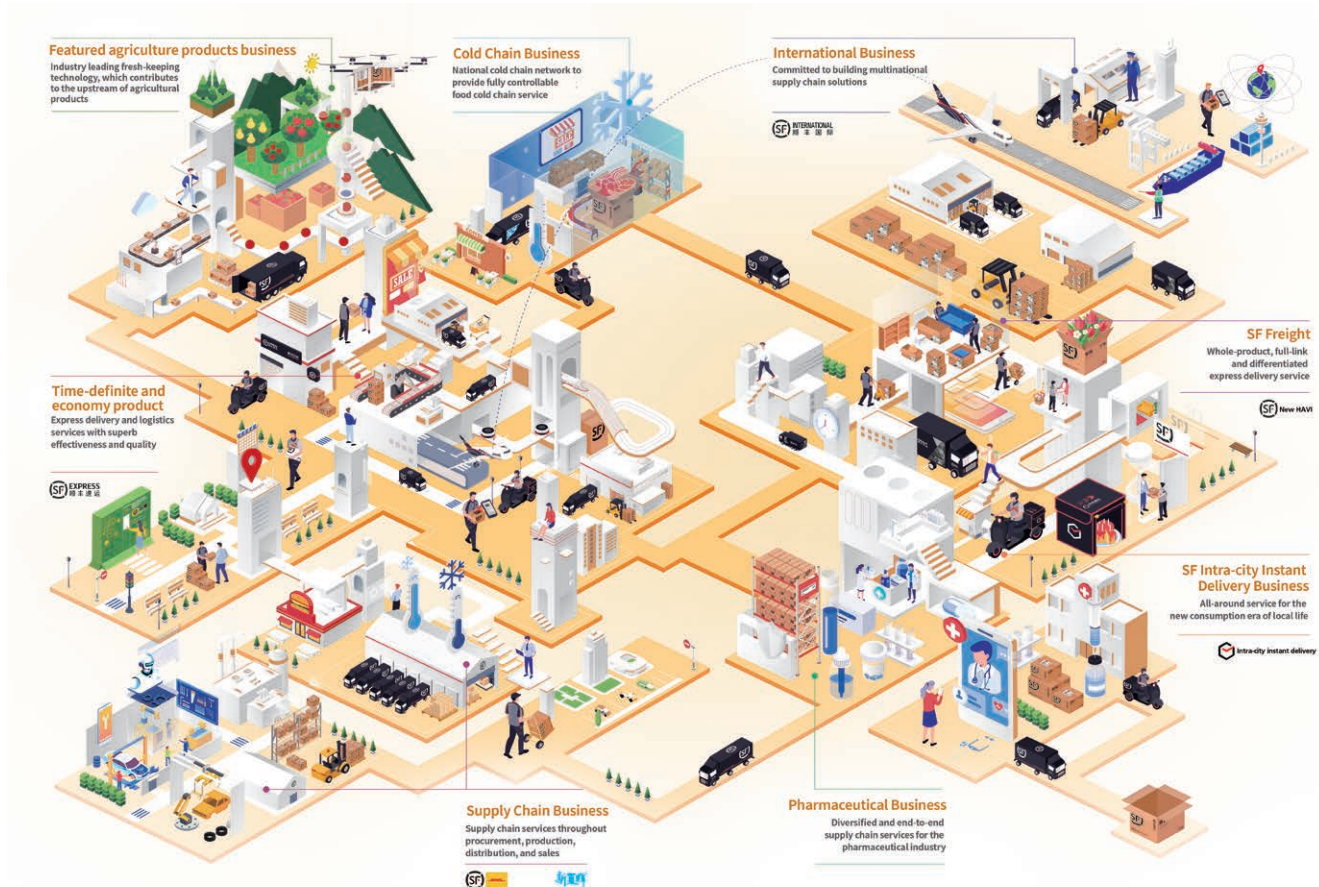 Featured agriculture products business
Industry leading fresh-keeping
technology, which contributes
to the upstream of agricultural
products
Cold Chain Business
National cold chain network to
provide fully controllable
food cold chain service
International Business
Committed to building multinational
supply chain solutions
SF INTERNATIONAL
顺丰国际
SALE
SALE
SF
SF
SF Freight
Whole-product, full-link
and differentiated
express delivery service
SF New HAVI
Time-definite and
economy product
Express delivery and logistics
services with superb
effectiveness and quality
SF EXPRESS
顺丰速运
SF
SF
SF Intra-city Instant
Delivery Business
All-around service for the
new consumption era of local life
Intra-city instant delivery
Supply Chain Business
Supply chain services throughout
procurement, production,
distribution, and sales
SF
Pharmaceutical Business
Diversified and end-to-end
supply chain services for the
pharmaceutical industry
SF